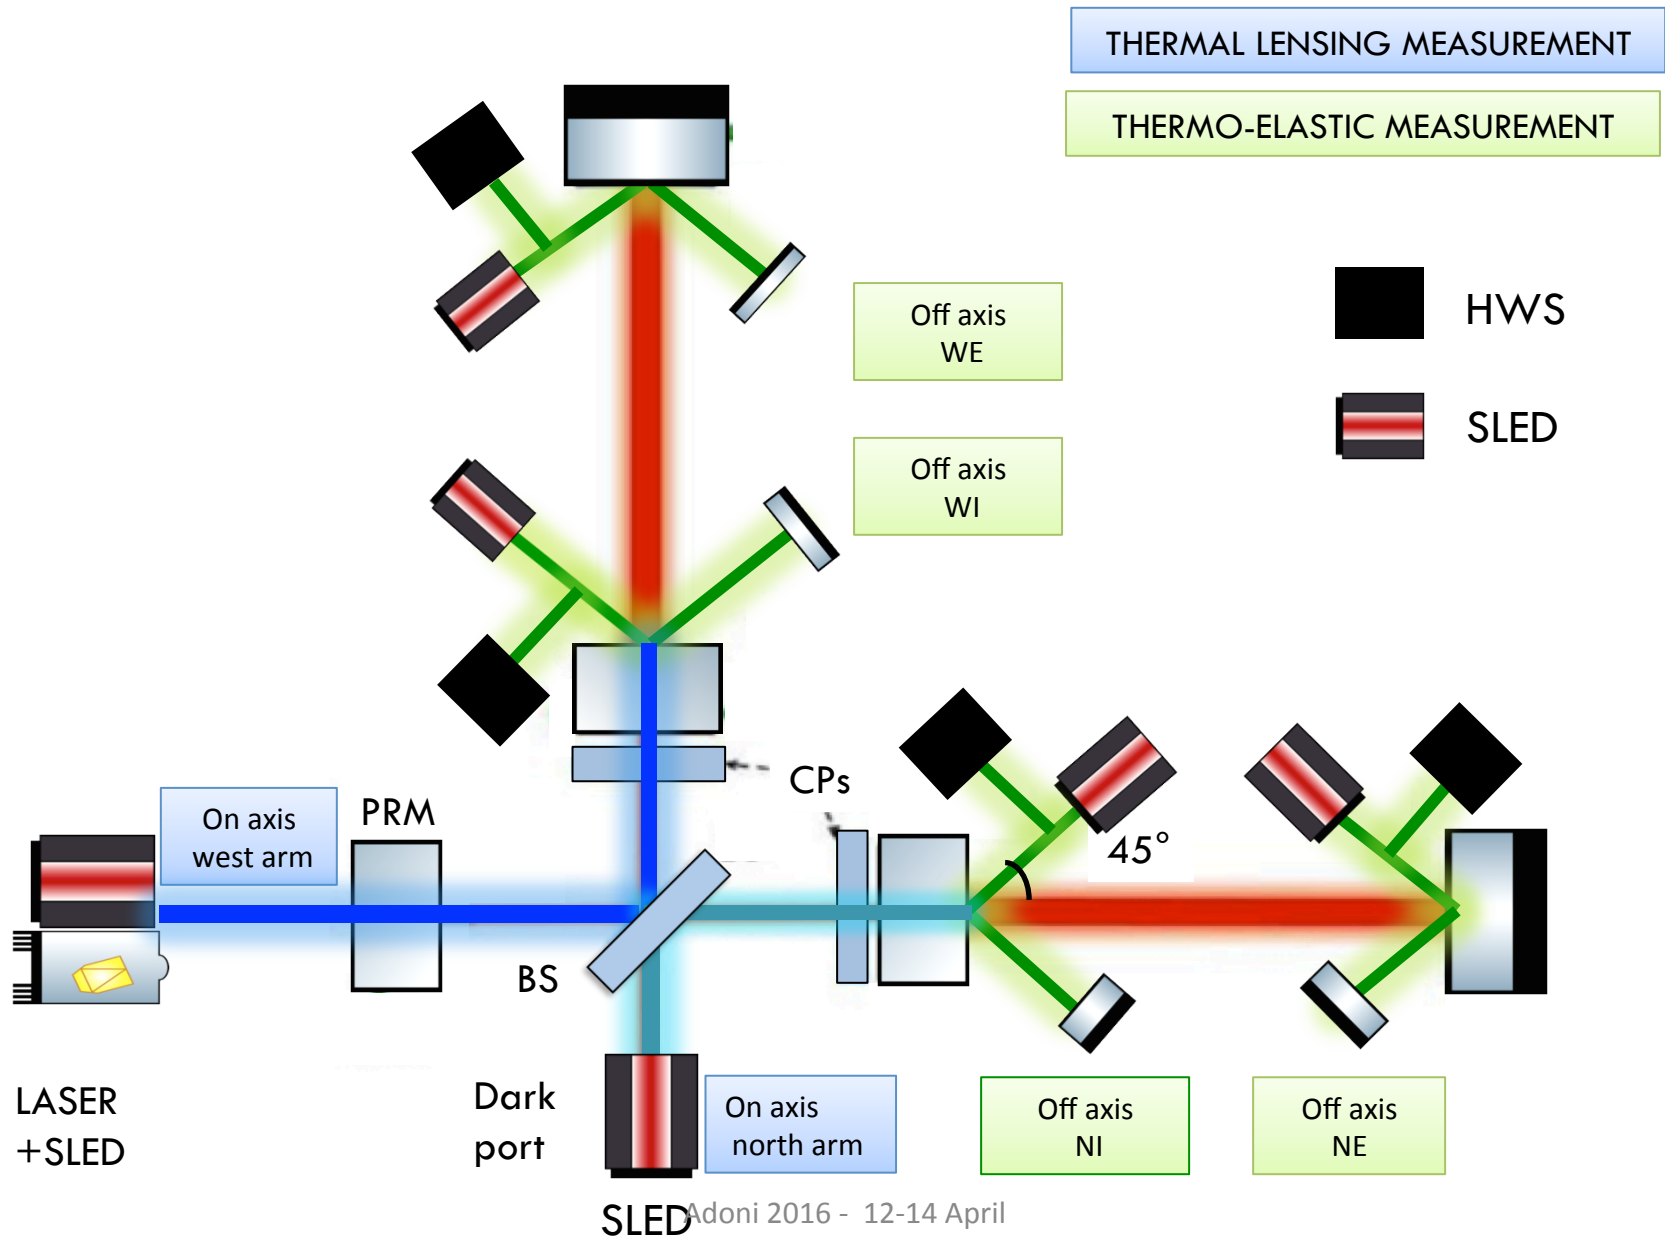 THERMAL LENSING MEASUREMENT
THERMO-ELASTIC MEASUREMENT
HWS
SLED
Off axis
WE
Off axis
WI
CPs
45°
PRM
On axis
west arm
BS
LASER
+SLED
Dark
port
On axis
north arm
SLED
Off axis
NI
Off axis
NE
Adoni 2016 - 12-14 April